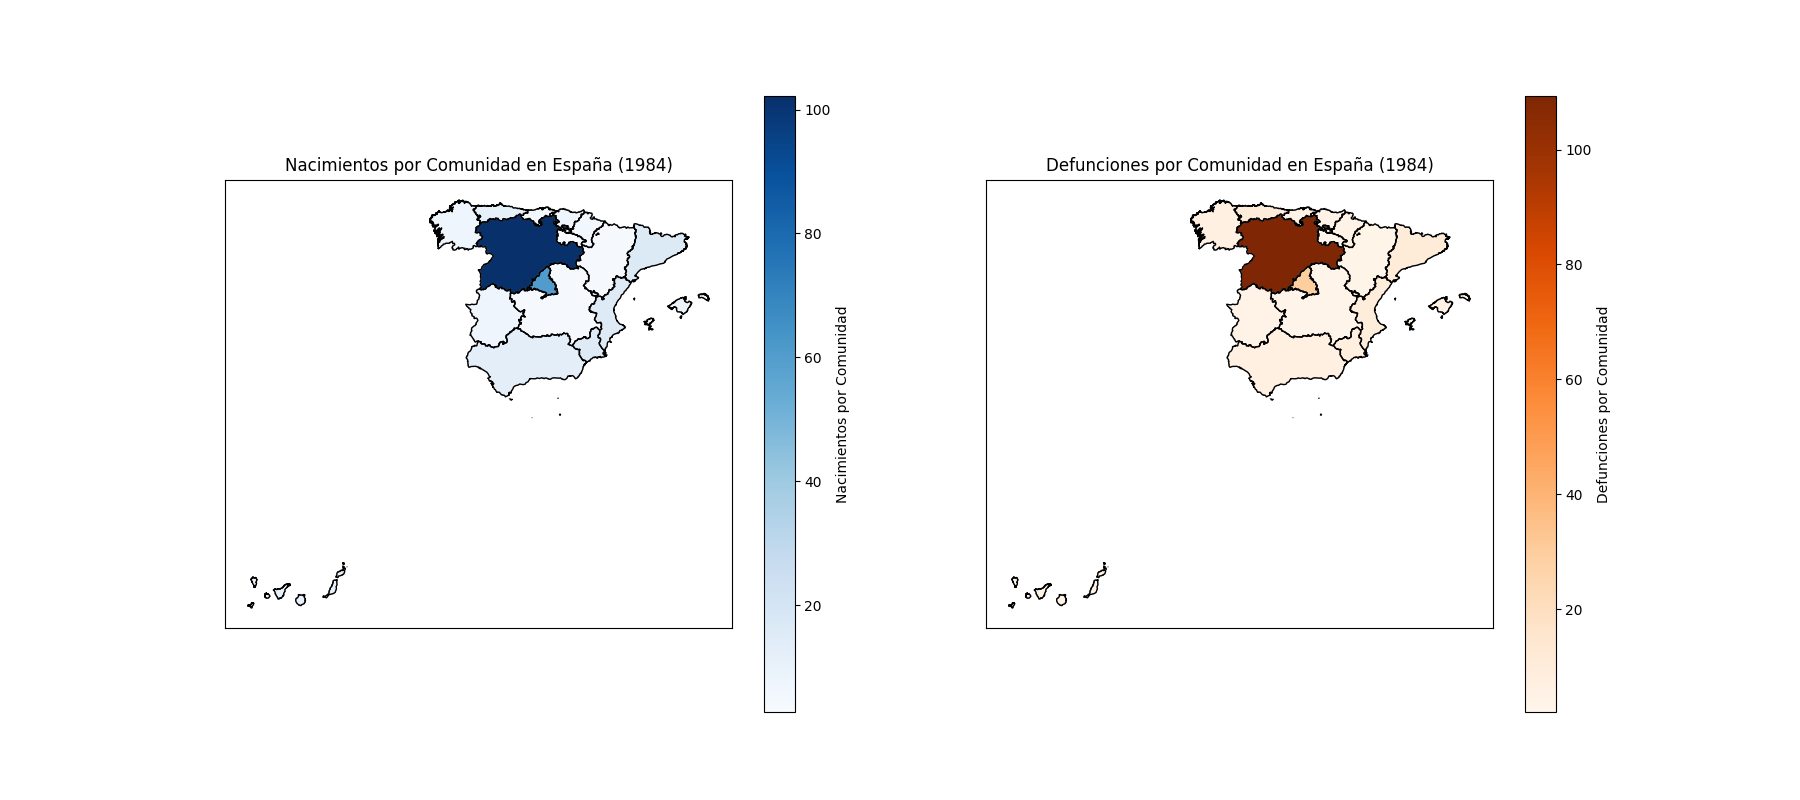 Nacimientos por Comunidad en España (1984)
100
80
60
40
20
Nacimientos por Comunidad
Defunciones por Comunidad en España (1984)
100
80
60
40
20
Defunciones por Comunidad